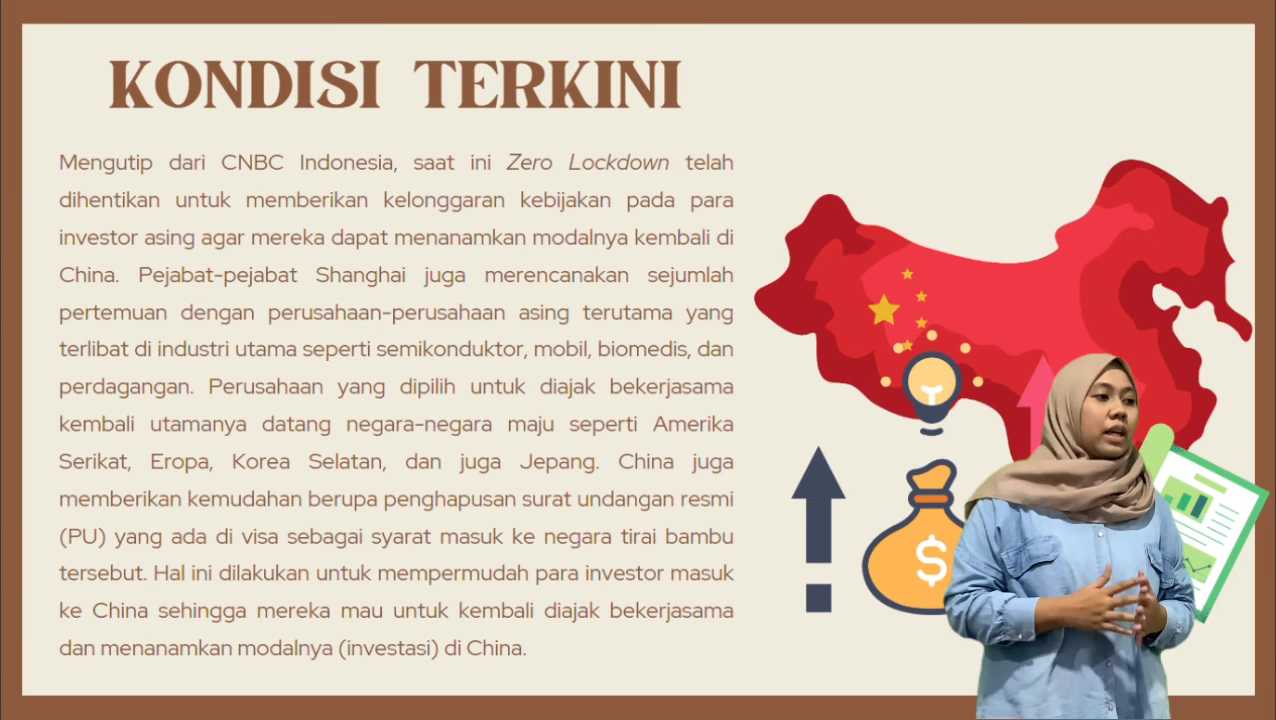 KONDISI TERKINI
Mengutip dari CNBC Indonesia, saat ini Zero Lockdown telah
dihentikan untuk memberikan kelonggaran kebijakan pada para
investor asing agar mereka dapat menanamkan modalnya kembali di
China. Pejabat-pejabat Shanghai juga merencanakan sejumlah
pertemuan dengan perusahaan-perusahaan asing terutama yang
terlibat di industri utama seperti semikonduktor, mobil, biomedis, dan
perdagangan. Perusahaan yang dipilih untuk diajak bekerjasama
kembali utamanya datang negara-negara maju seperti Amerika
Serikat, Eropa, Korea Selatan, dan juga Jepang. China juga
memberikan kemudahan berupa penghapusan surat undangan resmi
(PU) yang ada di visa sebagai syarat masuk ke negara tirai bambu
tersebut. Hal ini dilakukan untuk mempermudah para investor masuk
ke China sehingga mereka mau untuk kembali diajak bekerjasama
dan menanamkan modalnya (investasi) di China.
$